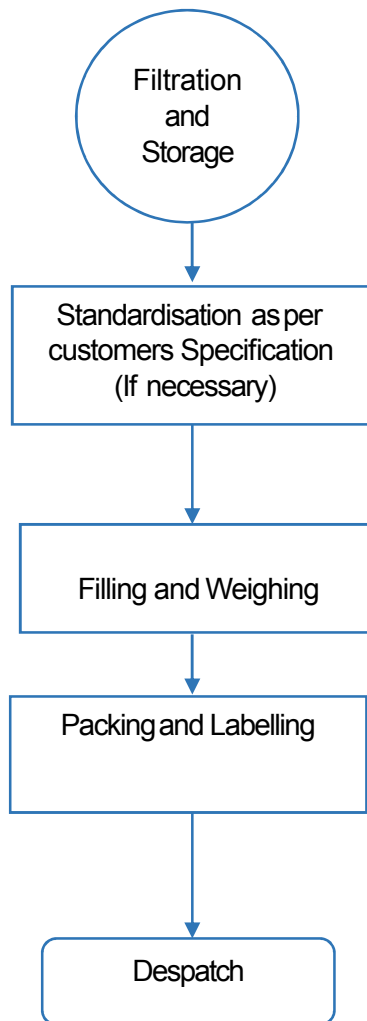 Filtration
and
Storage
Standardisation as per
customers Specification
(If necessary)
Filling and Weighing
Packing and Labelling
Despatch